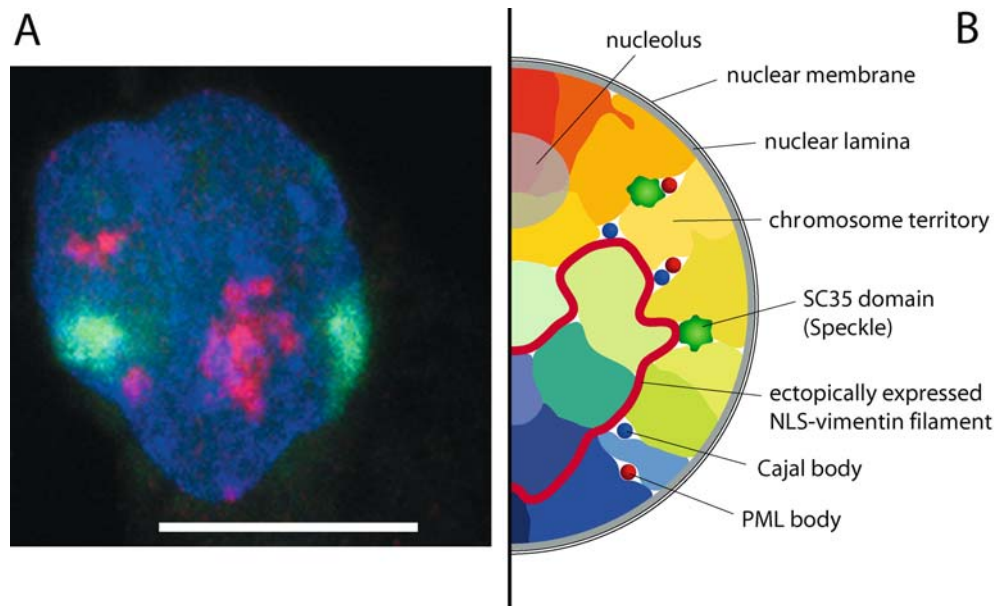 A
B
nucleolus
nuclear membrane
nuclear lamina
chromosome territory
SC35 domain
(Speckle)
ectopically expressed
NLS-vimentin filament
Cajal body
PML body